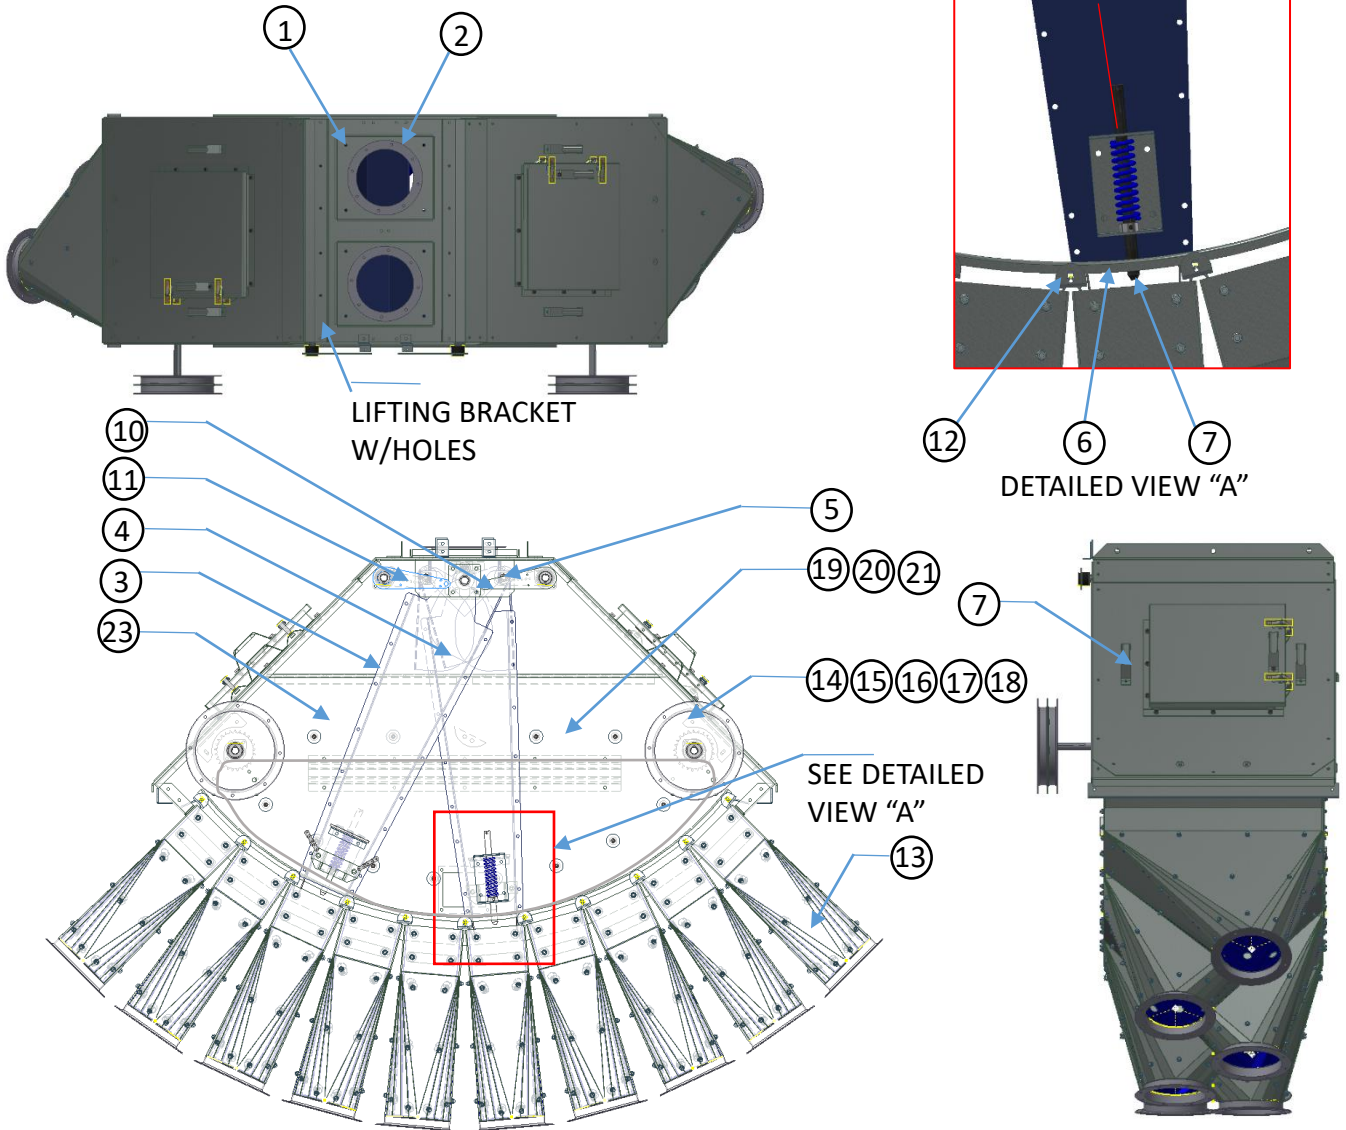 1 2
LIFTING BRACKET
W/HOLES
12 6 7
DETAILED VIEW “A”
10
11
4
3
23
5
19 20 21
14 15 16 17 18
SEE DETAILED
VIEW “A”
13
7